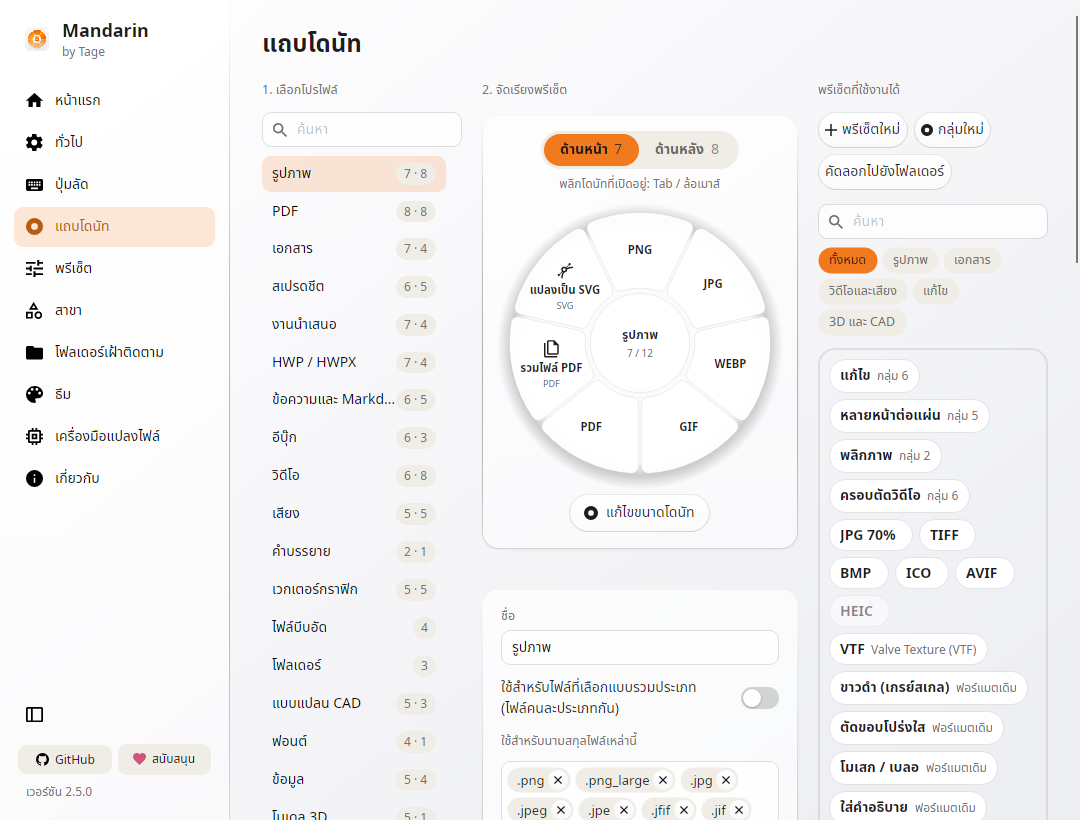 Mandarin
by Tage
หน้าแรก
ทั่วไป
ปุ่มลัด
แถบโดนัท
พรีเซ็ต
สาขา
โฟลเดอร์เฝ้าติดตาม
ธีม
เครื่องมือแปลงไฟล์
เกี่ยวกับ
GitHub
สนับสนุน
เวอร์ชัน 2.5.0
แถบโดนัท
1. เลือกโปรไฟล์
ค้นหา
รูปภาพ 7 · 8
PDF 8 · 8
เอกสาร 7 · 4
สเปรดชีต 6 · 5
งานนำเสนอ 7 · 4
HWP / HWPX 7 · 4
ข้อความและ Markd... 6 · 5
อีบุ๊ก 6 · 3
วิดีโอ 6 · 8
เสียง 5 · 5
คำบรรยาย 2 · 1
เวกเตอร์กราฟิก 5 · 5
ไฟล์บีบอัด 4
โฟลเดอร์ 3
แบบแปลน CAD 5 · 3
ฟอนต์ 4 · 1
ข้อมูล 5 · 4
โมเดล 3D 5 · 1
2. จัดเรียงพรีเซ็ต
ด้านหน้า 7 ด้านหลัง 8
พลิกโดนัทที่เปิดอยู่: Tab / ล้อเมาส์
PNG
JPG
WEBP
GIF
PDF
รวมไฟล์ PDF
PDF
แปลงเป็น SVG
SVG
รูปภาพ
7 / 12
แก้ไขขนาดโดนัท
ชื่อ
รูปภาพ
ใช้สำหรับไฟล์ที่เลือกแบบรวมประเภท
(ไฟล์คนละประเภทกัน)
ใช้สำหรับนามสกุลไฟล์เหล่านี้
.png .png_large .jpg
.jpeg .jpe .jfif .jif
พรีเซ็ตที่ใช้งานได้
พรีเซ็ตใหม่ กลุ่มใหม่
คัดลอกไปยังโฟลเดอร์
ค้นหา
ทั้งหมด รูปภาพ เอกสาร
วิดีโอและเสียง แก้ไข
3D และ CAD
แก้ไข กลุ่ม 6
หลายหน้าต่อแผ่น กลุ่ม 5
พลิกภาพ กลุ่ม 2
ครอบตัดวิดีโอ กลุ่ม 6
JPG 70% TIFF
BMP ICO AVIF
HEIC
VTF Valve Texture (VTF)
ขาวดำ (เกรย์สเกล) ฟอร์แมตเดิม
ตัดขอบโปร่งใส ฟอร์แมตเดิม
โมเสก / เบลอ ฟอร์แมตเดิม
ใส่คำอธิบาย ฟอร์แมตเดิม